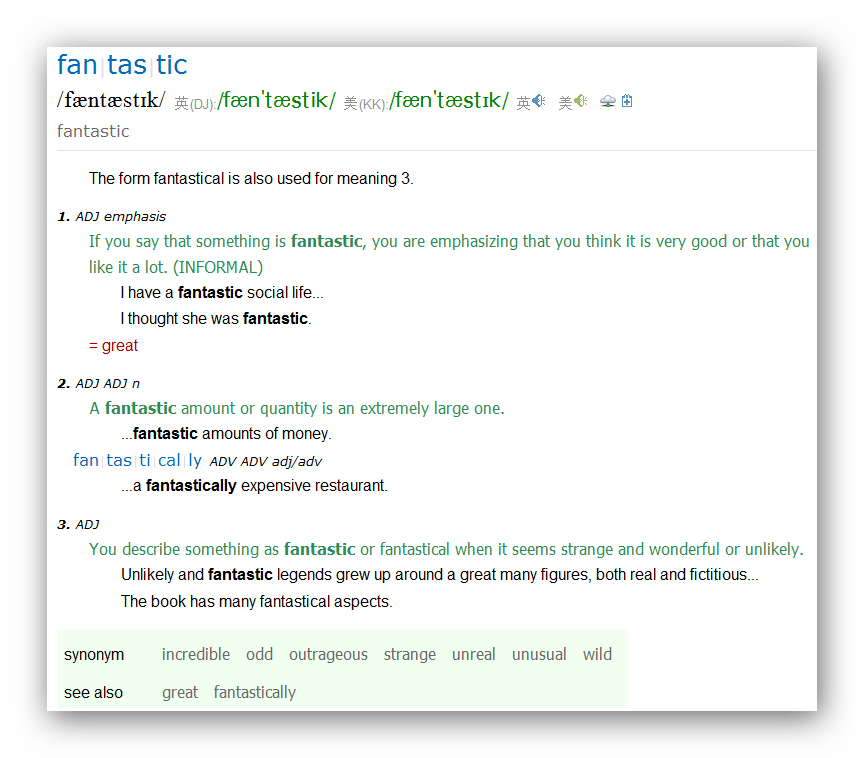 fan|tas|tic
/fæntæstɪk/ 英(DJ):/fæn'tæstik/ 美(KK):/fæn'tæstɪk/ 英 美
fantastic
The form fantastical is also used for meaning 3.
1. ADJ emphasis
If you say that something is fantastic, you are emphasizing that you think it is very good or that you
like it a lot. (INFORMAL)
I have a fantastic social life...
I thought she was fantastic.
= great
2. ADJ ADJ n
A fantastic amount or quantity is an extremely large one.
...fantastic amounts of money.
fan|tas|ti|cal|ly ADV ADV adj/adv
...a fantastically expensive restaurant.
3. ADJ
You describe something as fantastic or fantastical when it seems strange and wonderful or unlikely.
Unlikely and fantastic legends grew up around a great many figures, both real and fictitious...
The book has many fantastical aspects.
synonym incredible odd outrageous strange unreal unusual wild
see also great fantastically